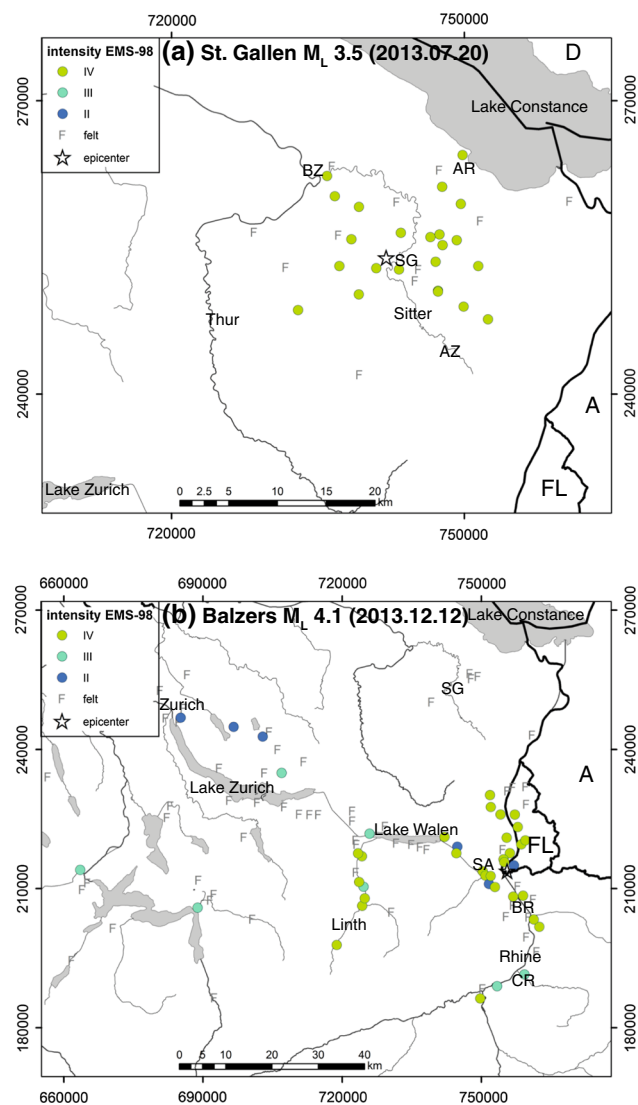 720000 750000
intensity EMS-98
IV
III
II
F felt
epicenter
(a) St. Gallen M_L 3.5 (2013.07.20)
D
270000
270000
Lake Constance
BZ
F
F
AR
F
F
F
F
F
SG
F
F
F
Thur
Sitter
AZ
F
240000
240000
A
FL
Lake Zurich
0 2.5 5 10 15 20
km
720000 750000
660000 690000 720000 750000
intensity EMS-98
IV
III
II
F felt
epicenter
(b) Balzers M_L 4.1 (2013.12.12)
Lake Constance
270000
270000
Zurich
SG
240000
240000
A
Lake Zurich
Lake Walen
FL
SA
210000
210000
BR
Linth
Rhine
CR
180000
180000
0 5 10 20 30 40
km
660000 690000 720000 750000